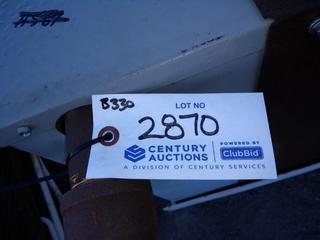 B330
LOT NO
2870
CENTURY AUCTIONS
POWERED BY
ClubBid
A DIVISION OF CENTURY SERVICES